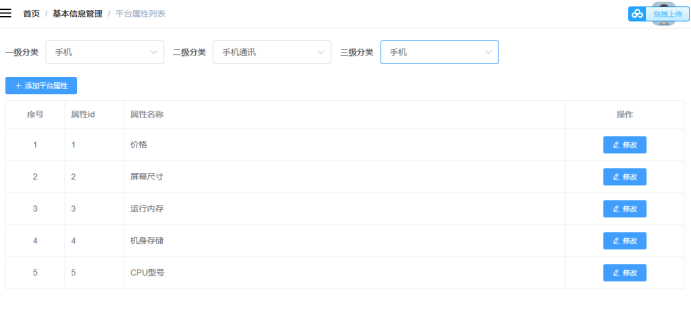 首页 / 基本信息管理 / 平台属性列表
拖拽上传
一级分类 手机 二级分类 手机通讯 三级分类 手机
+ 添加平台属性
序号 属性id 属性名称 操作
1 1 价格 修改
2 2 屏幕尺寸 修改
3 3 运行内存 修改
4 4 机身存储 修改
5 5 CPU型号 修改